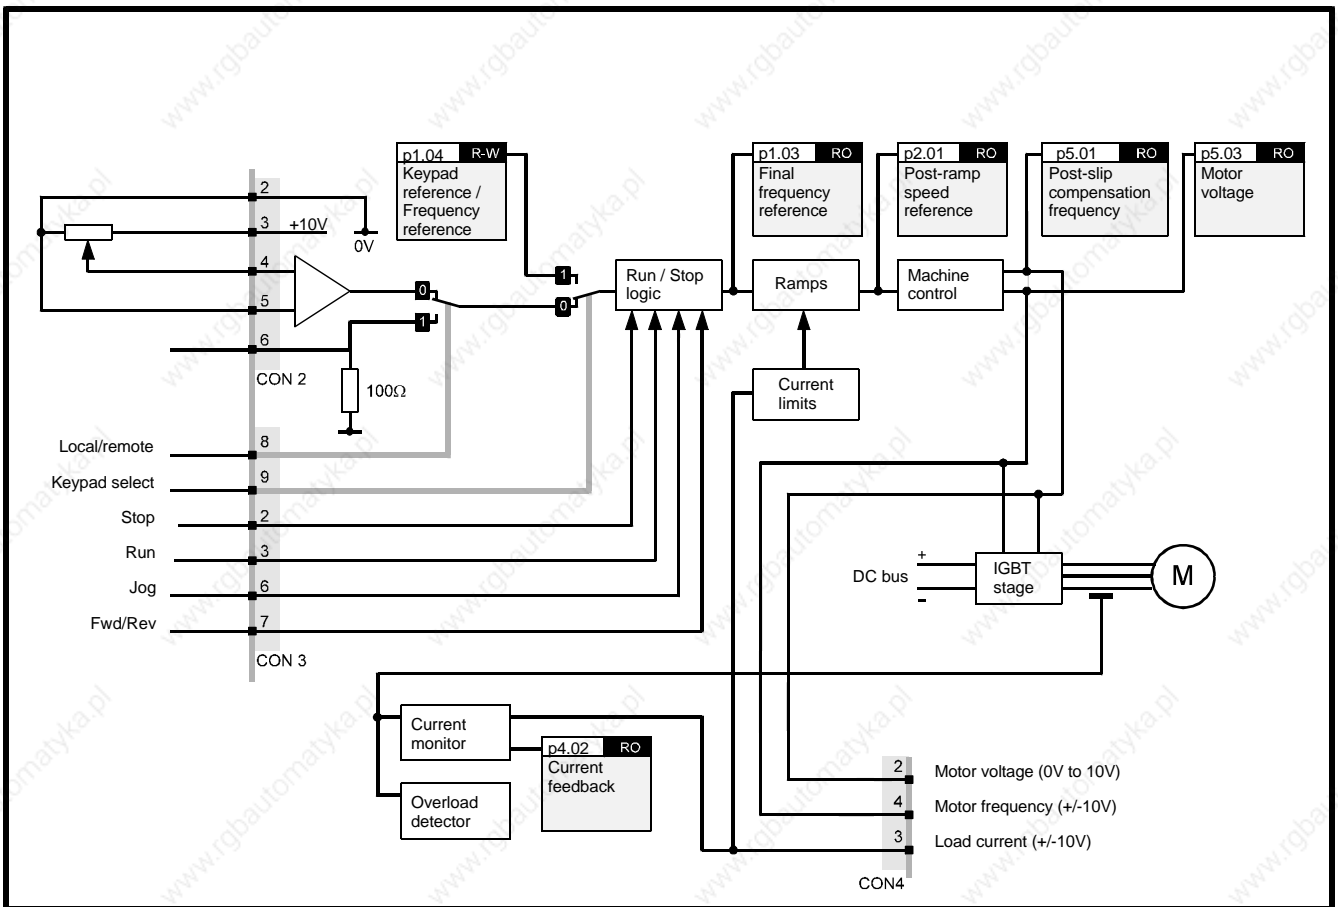 p1.04 R-W
Keypad
reference /
Frequency
reference
p1.03 RO
Final
frequency
reference
p2.01 RO
Post-ramp
speed
reference
p5.01 RO
Post-slip
compensation
frequency
p5.03 RO
Motor
voltage
2
3 +10V
0V
4
5
6
CON 2
100Ω
0
1
1
0
Run / Stop
logic
Ramps
Machine
control
Current
limits
Local/remote 8
Keypad select 9
Stop 2
Run 3
Jog 6
Fwd/Rev 7
CON 3
DC bus
+
-
IGBT
stage
M
Current
monitor
p4.02 RO
Current
feedback
Overload
detector
2 Motor voltage (0V to 10V)
4 Motor frequency (+/-10V)
3 Load current (+/-10V)
CON4
www.rgbautomatyka.pl